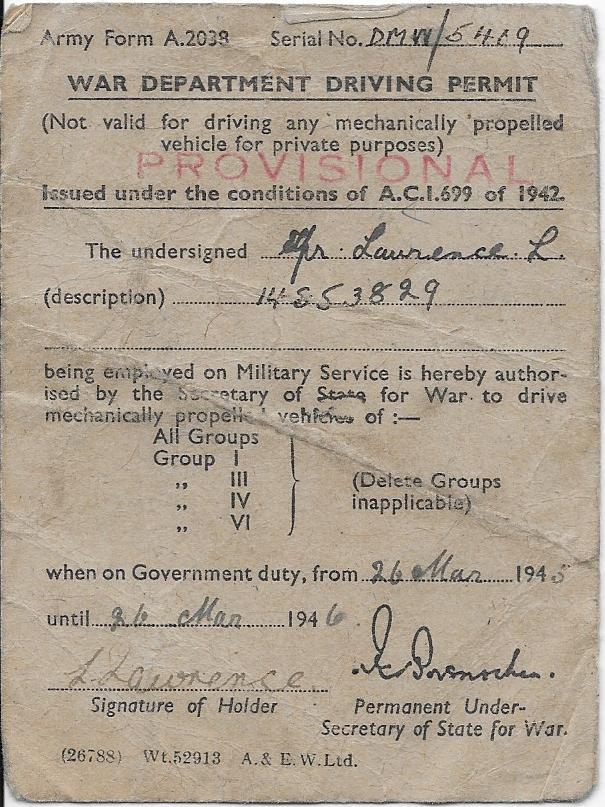 Army Form A.2038 Serial No. DMW/5409
WAR DEPARTMENT DRIVING PERMIT
(Not valid for driving any mechanically propelled
vehicle for private purposes)
PROVISIONAL
Issued under the conditions of A.C.I.699 of 1942.
The undersigned Lawrence. L.
(description) 14553829
being employed on Military Service is hereby author-
ised by the Secretary of State for War to drive
mechanically propelled vehicles of :—
All Groups
Group I
„ III
„ IV
„ VI
(Delete Groups
inapplicable)
when on Government duty, from 26 Mar 1945
until 26 Mar 1946.
L Lawrence
Signature of Holder
Permanent Under-
Secretary of State for War.
(26788) Wt.52913 A. & E.W.Ltd.